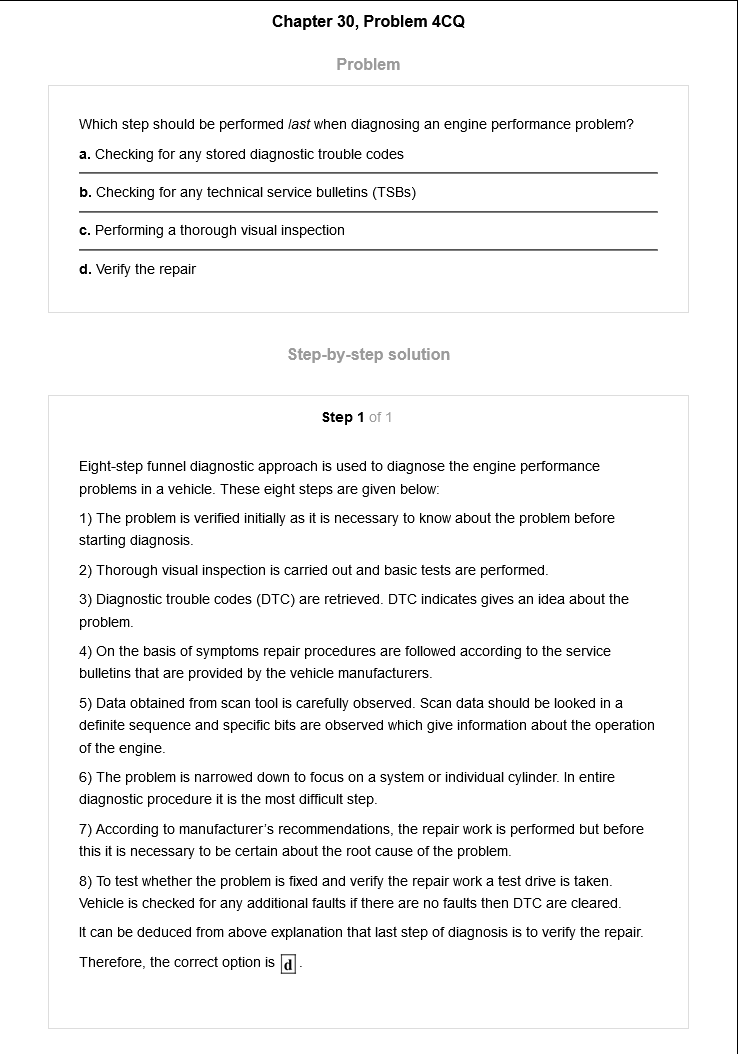 Chapter 30, Problem 4CQ
Problem
Which step should be performed last when diagnosing an engine performance problem?
a. Checking for any stored diagnostic trouble codes
b. Checking for any technical service bulletins (TSBs)
c. Performing a thorough visual inspection
d. Verify the repair
Step-by-step solution
Step 1 of 1
Eight-step funnel diagnostic approach is used to diagnose the engine performance
problems in a vehicle. These eight steps are given below:
1) The problem is verified initially as it is necessary to know about the problem before
starting diagnosis.
2) Thorough visual inspection is carried out and basic tests are performed.
3) Diagnostic trouble codes (DTC) are retrieved. DTC indicates gives an idea about the
problem.
4) On the basis of symptoms repair procedures are followed according to the service
bulletins that are provided by the vehicle manufacturers.
5) Data obtained from scan tool is carefully observed. Scan data should be looked in a
definite sequence and specific bits are observed which give information about the operation
of the engine.
6) The problem is narrowed down to focus on a system or individual cylinder. In entire
diagnostic procedure it is the most difficult step.
7) According to manufacturer's recommendations, the repair work is performed but before
this it is necessary to be certain about the root cause of the problem.
8) To test whether the problem is fixed and verify the repair work a test drive is taken.
Vehicle is checked for any additional faults if there are no faults then DTC are cleared.
It can be deduced from above explanation that last step of diagnosis is to verify the repair.
Therefore, the correct option is d.